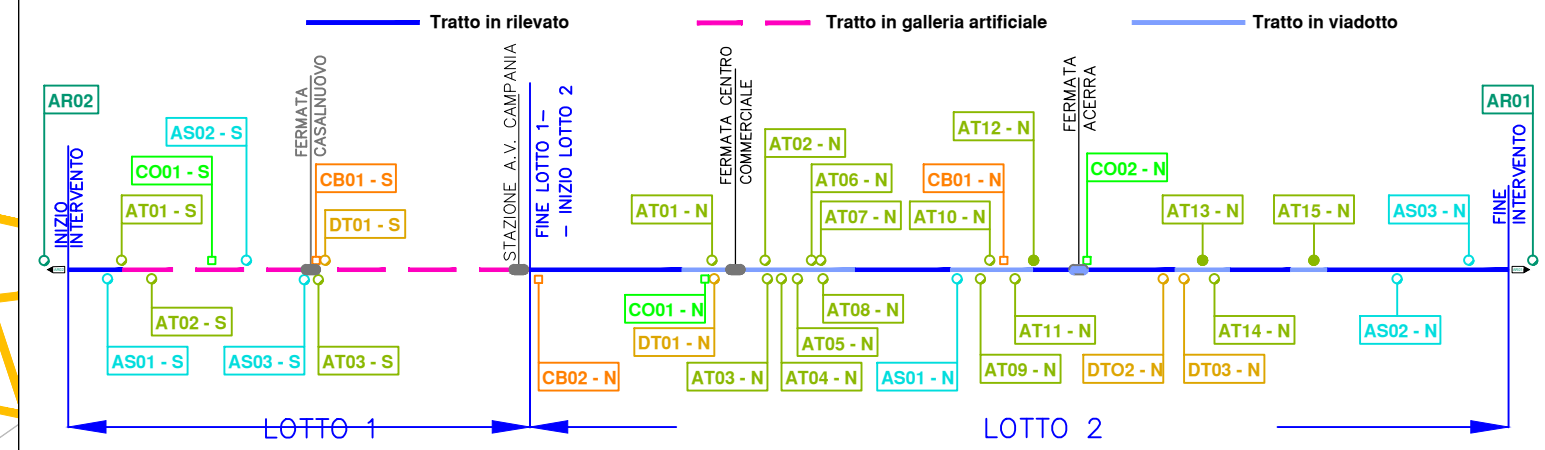 Tratto in rilevato
Tratto in galleria artificiale
Tratto in viadotto
AR02
INIZIO
INTERVENTO
AS02 - S
CO01 - S
AT01 - S
FERMATA
CASALNUOVO
CB01 - S
DT01 - S
STAZIONE A.V. CAMPANIA
FINE LOTTO 1-
- INIZIO LOTTO 2
AT01 - N
FERMATA CENTRO
COMMERCIALE
AT02 - N
AT06 - N
AT07 - N
AT12 - N
CB01 - N
AT10 - N
FERMATA
ACERRA
CO02 - N
AT13 - N
AT15 - N
AS03 - N
AR01
FINE
INTERVENTO
AT02 - S
AS01 - S
AS03 - S
AT03 - S
CB02 - N
CO01 - N
DT01 - N
AT03 - N
AT08 - N
AT05 - N
AT04 - N
AS01 - N
AT11 - N
AT09 - N
DTO2 - N
DT03 - N
AT14 - N
AS02 - N
LOTTO 1
LOTTO 2